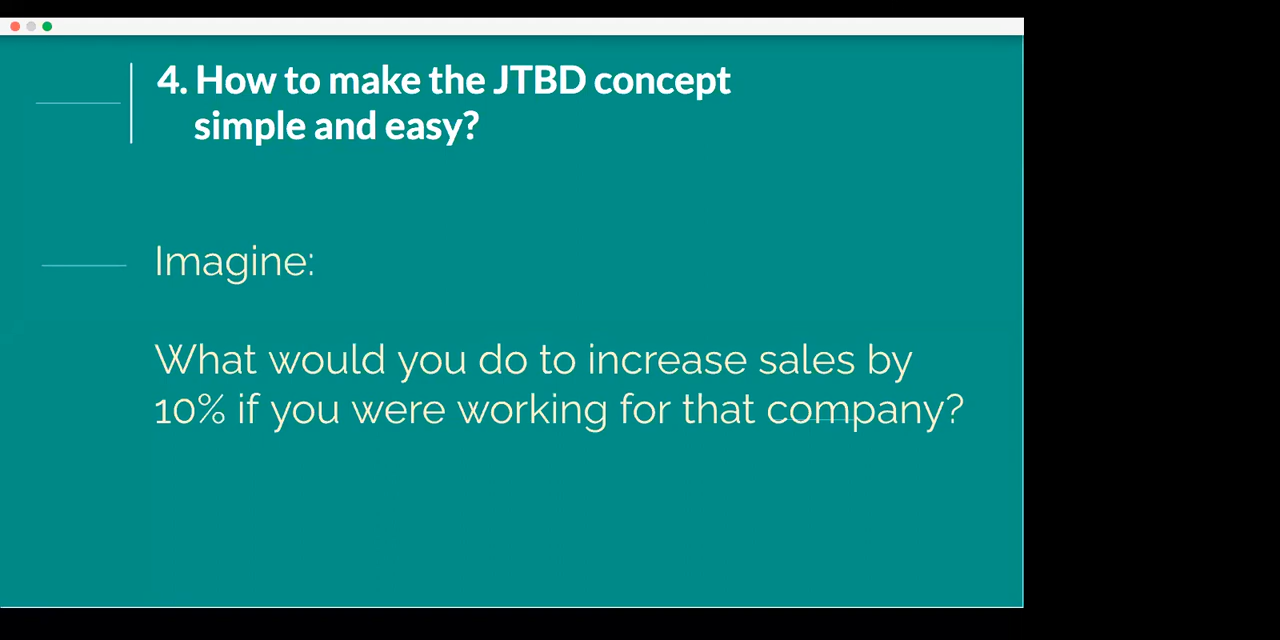 4. How to make the JTBD concept
simple and easy?
Imagine:
What would you do to increase sales by
10% if you were working for that company?